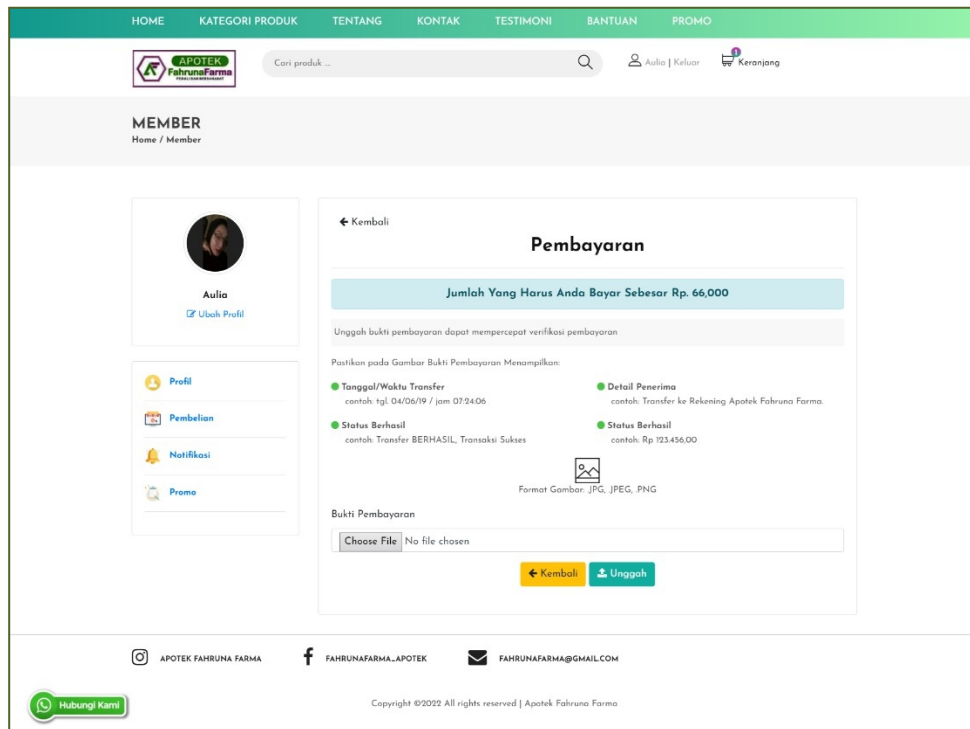 HOME KATEGORI PRODUK TENTANG KONTAK TESTIMONI BANTUAN PROMO
APOTEK
FahrunaFarma
Cari produk ...
Aulia | Keluar
1
Keranjang
MEMBER
Home / Member
Aulia
Ubah Profil
Profil
Pembelian
Notifikasi
Promo
Kembali
Pembayaran
Jumlah Yang Harus Anda Bayar Sebesar Rp. 66,000
Unggah bukti pembayaran dapat mempercepat verifikasi pembayaran
Pastikan pada Gambar Bukti Pembayaran Menampilkan:
Tanggal/Waktu Transfer
contoh: tgl. 04/06/19 / jam 07:24:06
Detail Penerima
contoh: Transfer ke Rekening Apotek Fahruna Farma.
Status Berhasil
contoh: Transfer BERHASIL, Transaksi Sukses
Status Berhasil
contoh: Rp 123.456,00
Format Gambar: .JPG, .JPEG, .PNG
Bukti Pembayaran
Choose File No file chosen
Kembali
Unggah
APOTEK FAHRUNA FARMA
FAHRUNAFARMA_APOTEK
FAHRUNAFARMA@GMAIL.COM
Hubungi Kami
Copyright ©2022 All rights reserved | Apotek Fahruna Farma